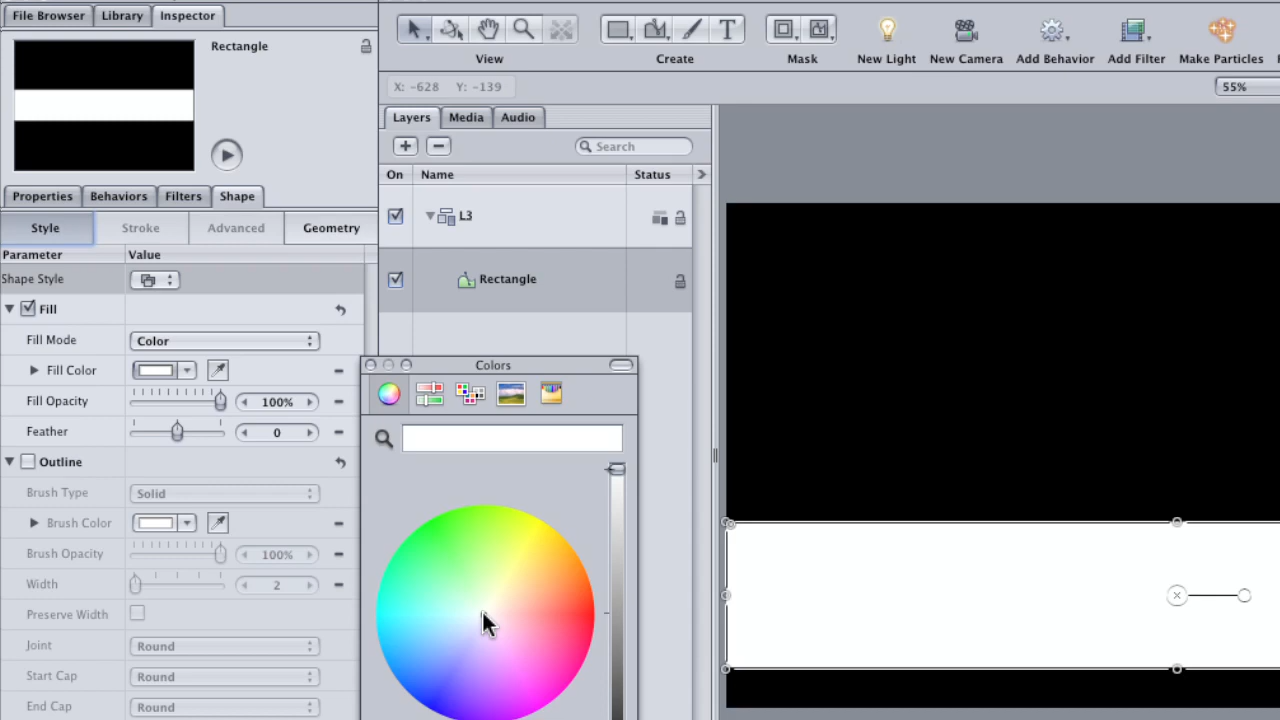 File Browser Library Inspector
Rectangle
View Create Mask New Light New Camera Add Behavior Add Filter Make Particles
X: -628 Y: -139
55%
Layers Media Audio
Search
On Name Status
L3
Rectangle
Properties Behaviors Filters Shape
Style Stroke Advanced Geometry
Parameter Value
Shape Style
Fill
Fill Mode Color
Fill Color
Fill Opacity 100%
Feather 0
Outline
Brush Type Solid
Brush Color
Brush Opacity 100%
Width 2
Preserve Width
Joint Round
Start Cap Round
End Cap Round
Colors